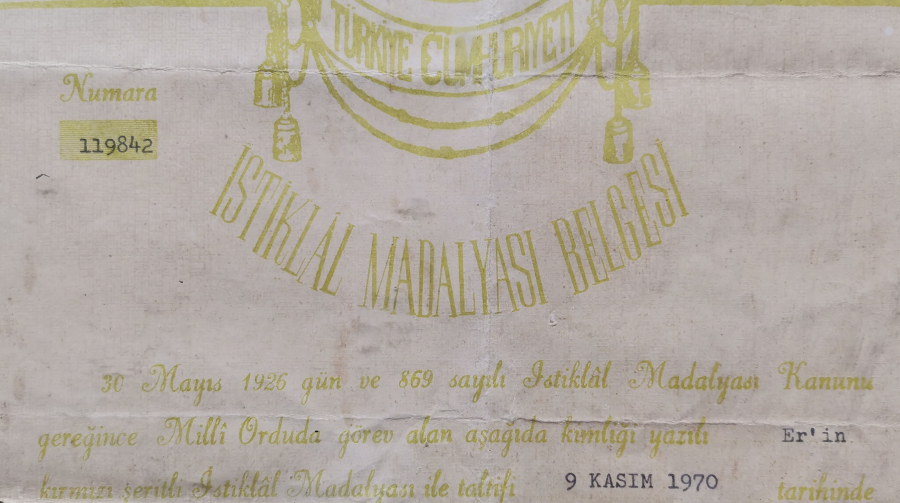 TÜRKİYE CUMHURİYETİ
Numara
119842
İSTİKLÂL MADALYASI BELGESİ
30 Mayıs 1926 gün ve 869 sayılı İstiklâl Madalyası Kanunu
gereğince Millî Orduda görev alan aşağıda kimliği yazılı Er'in
kırmızı şeritli İstiklâl Madalyası ile taltifi 9 KASIM 1970 tarihinde